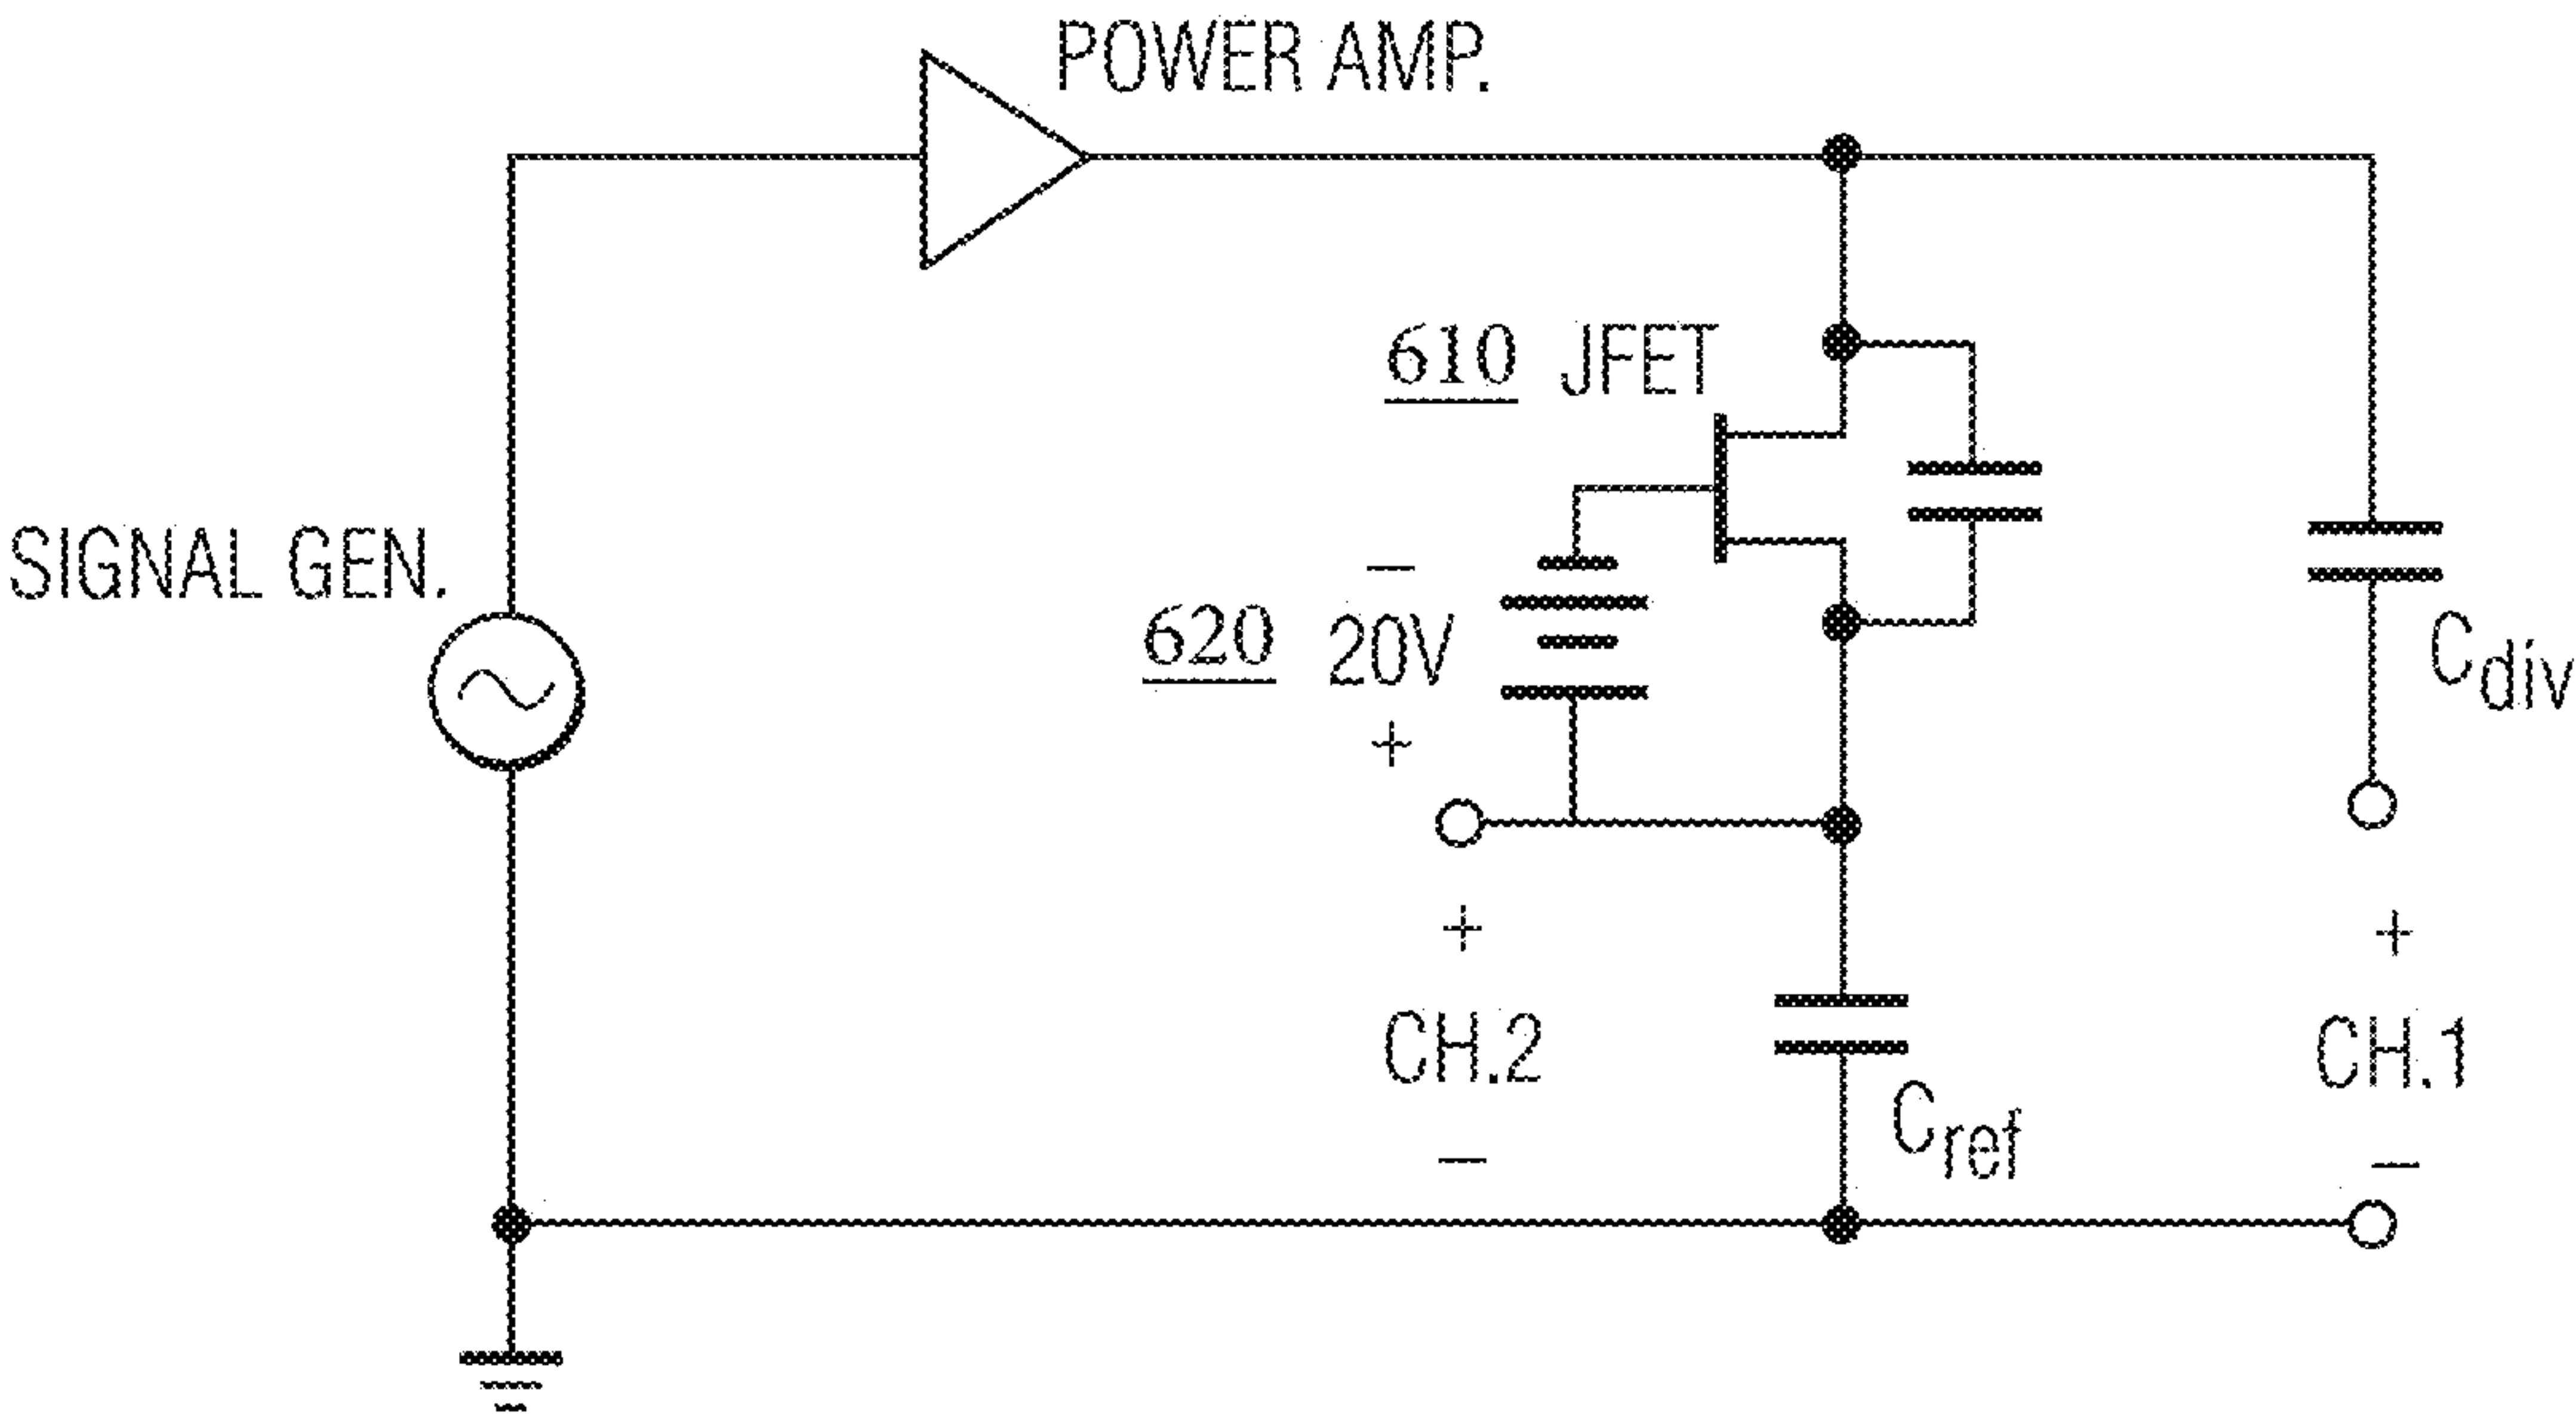 POWER AMP.
610 JFET
SIGNAL GEN.
−
620 20V
+
Cdiv
+
CH.2
−
Cref
+
CH.1
−